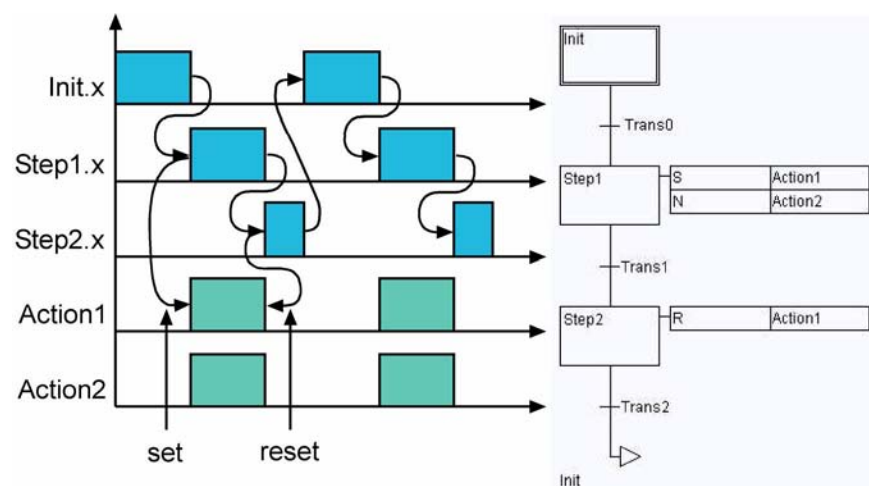 Init.x
Step1.x
Step2.x
Action1
Action2
set
reset
Init
Trans0
Step1
S Action1
N Action2
Trans1
Step2
R Action1
Trans2
Init